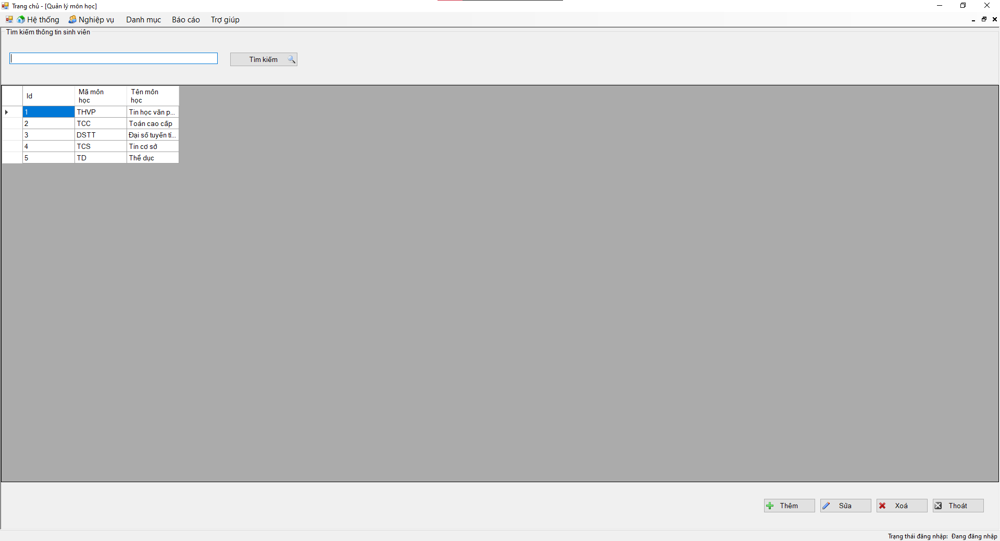 Trang chủ - [Quản lý môn học]
Hệ thống Nghiệp vụ Danh mục Báo cáo Trợ giúp
Tìm kiếm thông tin sinh viên
Tìm kiếm
Id Mã môn học Tên môn học
1 THVP Tin học văn p...
2 TCC Toán cao cấp
3 DSTT Đại số tuyến tí...
4 TCS Tin cơ sở
5 TD Thể dục
Thêm Sửa Xoá Thoát
Trạng thái đăng nhập: Đang đăng nhập